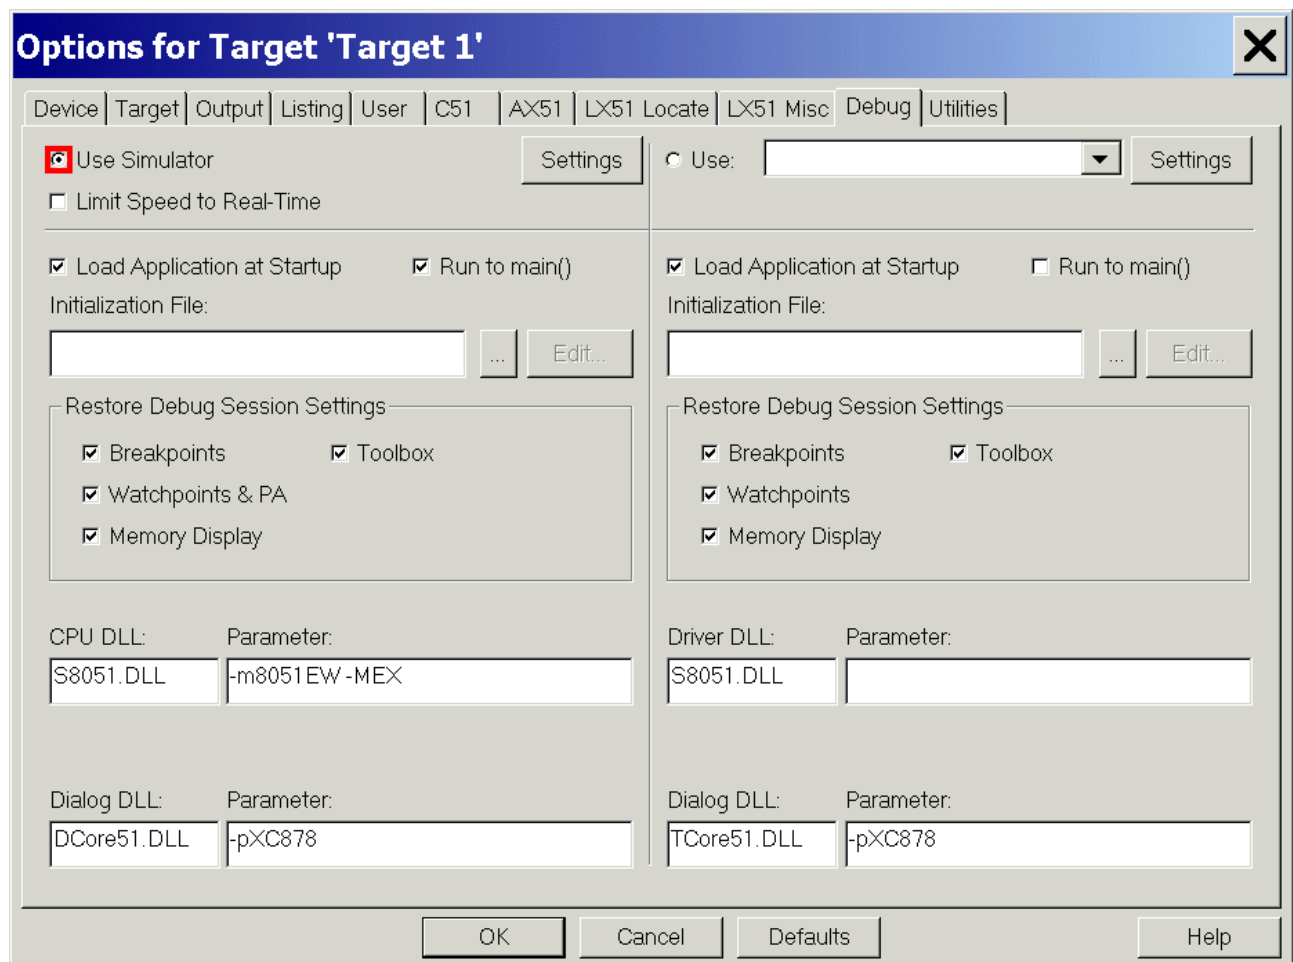 Options for Target 'Target 1'
Device Target Output Listing User C51 AX51 LX51 Locate LX51 Misc Debug Utilities
Use Simulator Settings Use: Settings
Limit Speed to Real-Time
Load Application at Startup Run to main() Load Application at Startup Run to main()
Initialization File: Initialization File:
... Edit... ... Edit...
Restore Debug Session Settings Restore Debug Session Settings
Breakpoints Toolbox Breakpoints Toolbox
Watchpoints & PA Watchpoints
Memory Display Memory Display
CPU DLL: Parameter: Driver DLL: Parameter:
S8051.DLL -m8051EW -MEX S8051.DLL
Dialog DLL: Parameter: Dialog DLL: Parameter:
DCore51.DLL -pXC878 TCore51.DLL -pXC878
OK Cancel Defaults Help